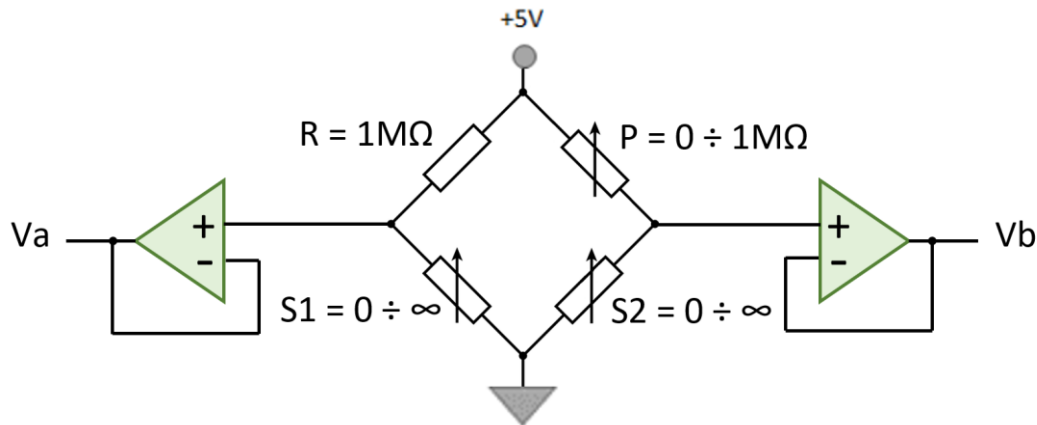 +5V
R = 1MΩ
P = 0 ÷ 1MΩ
Va
+
-
+
-
Vb
S1 = 0 ÷ ∞
S2 = 0 ÷ ∞